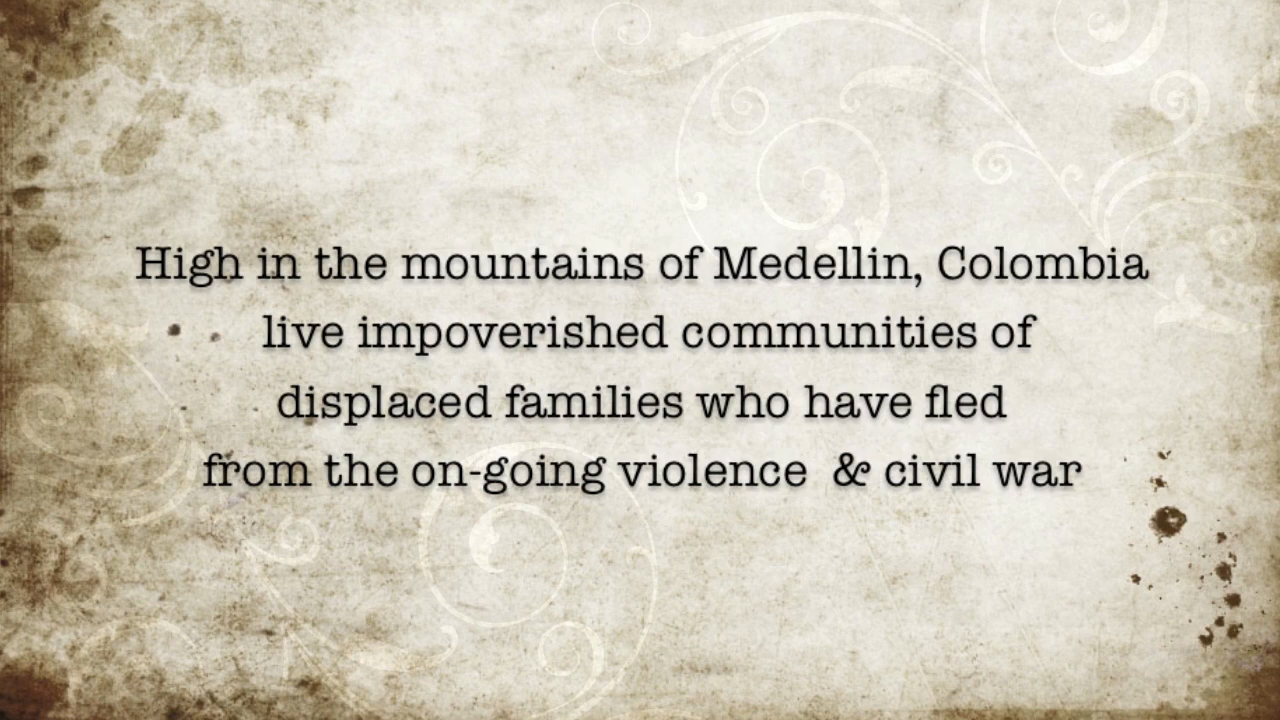 High in the mountains of Medellin, Colombia
live impoverished communities of
displaced families who have fled
from the on-going violence  & civil war